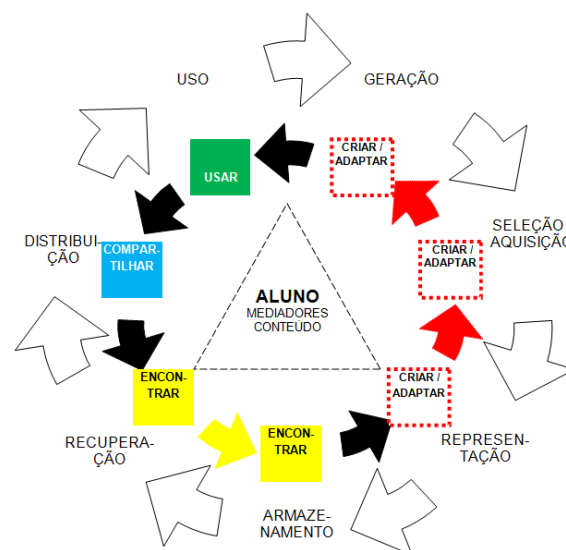 USO
GERAÇÃO
CRIAR /
ADAPTAR
USAR
SELEÇÃO
AQUISIÇÃO
DISTRIBUI-
ÇÃO
COMPAR-
TILHAR
CRIAR /
ADAPTAR
ALUNO
MEDIADORES
CONTEÚDO
ENCON-
TRAR
CRIAR /
ADAPTAR
ENCON-
TRAR
RECUPERA-
ÇÃO
REPRESEN-
TAÇÃO
ARMAZE-
NAMENTO